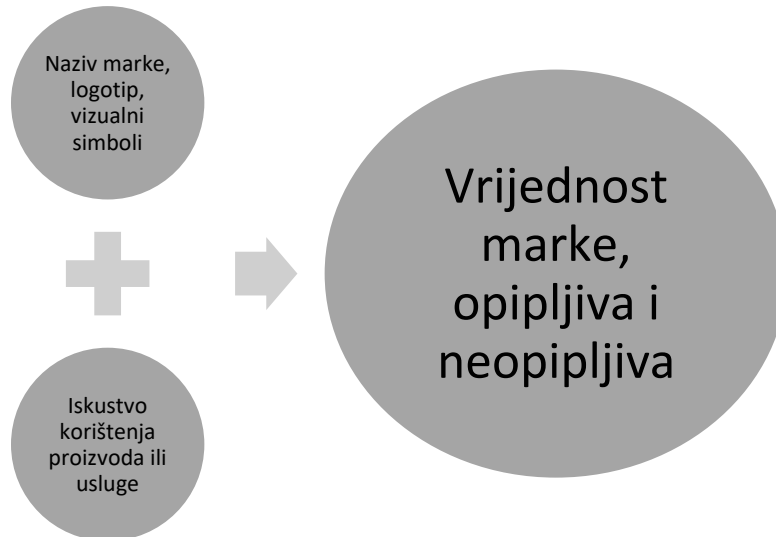 Naziv marke,
logotip,
vizualni
simboli
Iskustvo
korištenja
proizvoda ili
usluge
Vrijednost
marke,
opipljiva i
neopipljiva